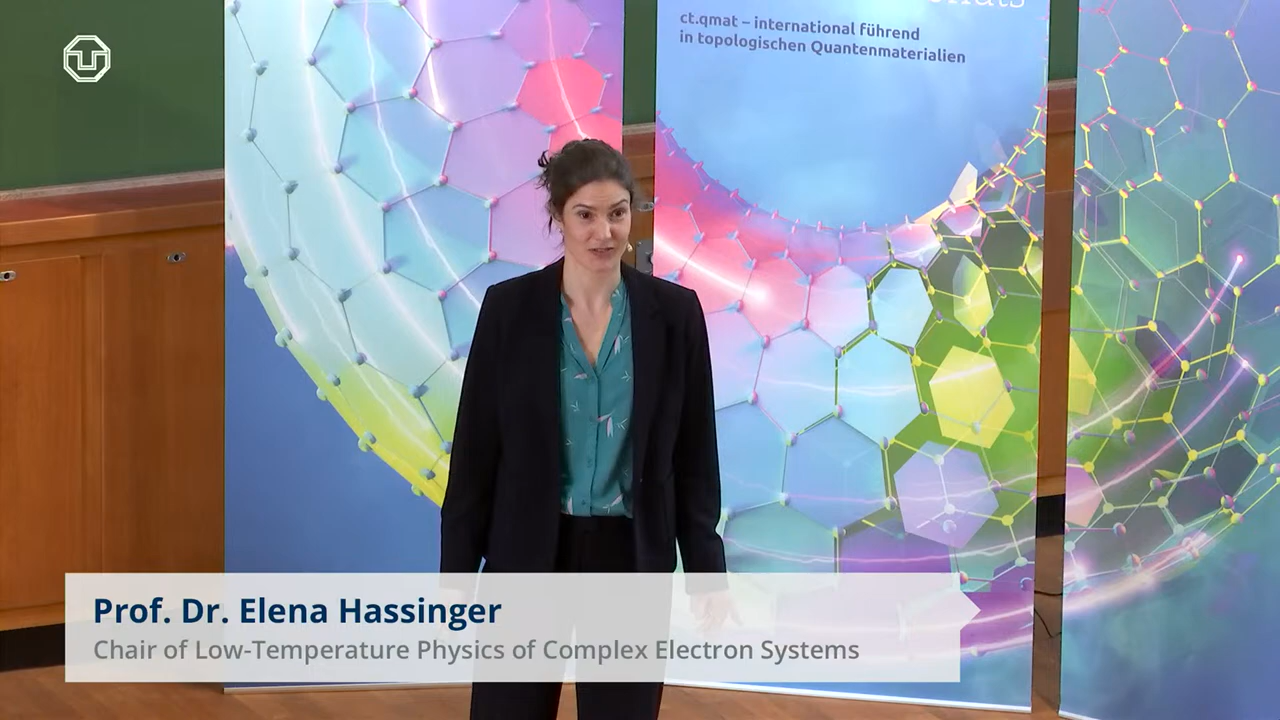 ct.qmat – international führend
in topologischen Quantenmaterialien
Prof. Dr. Elena Hassinger
Chair of Low-Temperature Physics of Complex Electron Systems